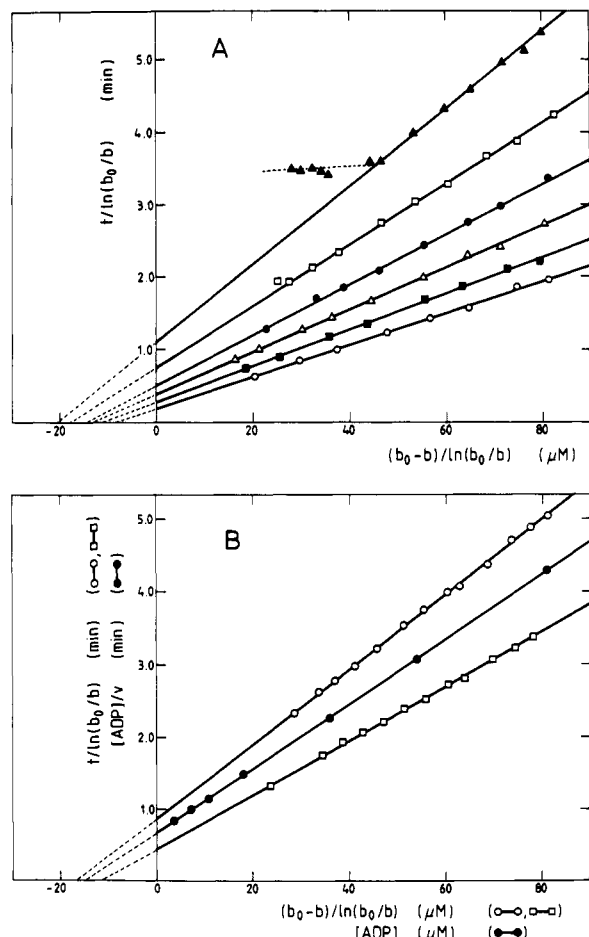 A
t/ln(b₀/b) (min)
5.0
4.0
3.0
2.0
1.0
-20 0 20 40 60 80
(b₀-b)/ln(b₀/b) (μM)
B
t/ln(b₀/b) (min) (○—○,□—□)
[ADP]/v (min) (●—●)
5.0
4.0
3.0
2.0
1.0
-20 0 20 40 60 80
(b₀-b)/ln(b₀/b) (μM) (○—○,□—□)
[ADP] (μM) (●—●)